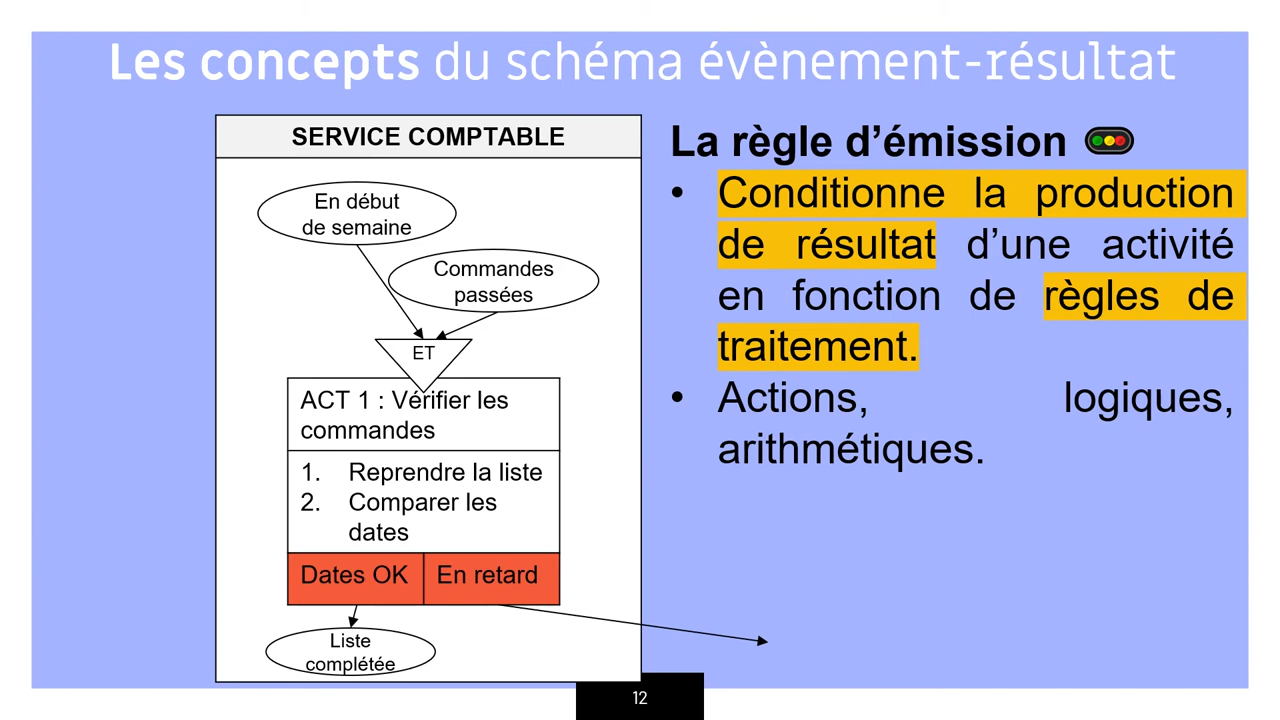 Les concepts du schéma évènement-résultat
SERVICE COMPTABLE
En début
de semaine
Commandes
passées
ET
ACT 1 : Vérifier les
commandes
1. Reprendre la liste
2. Comparer les
dates
Dates OK
En retard
Liste
complétée
La règle d’émission
• Conditionne la production
de résultat d’une activité
en fonction de règles de
traitement.
• Actions, logiques,
arithmétiques.
12